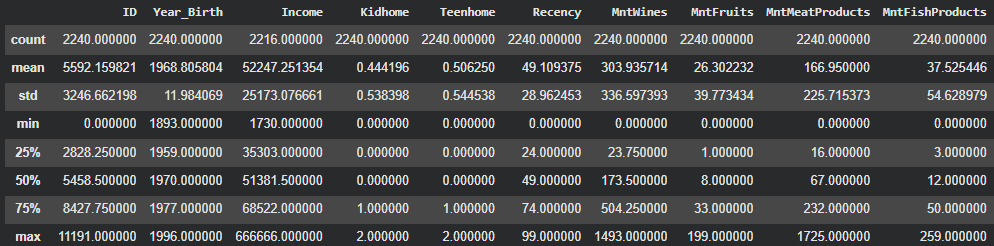 ID Year_Birth Income Kidhome Teenhome Recency MntWines MntFruits MntMeatProducts MntFishProducts
count 2240.000000 2240.000000 2216.000000 2240.000000 2240.000000 2240.000000 2240.000000 2240.000000 2240.000000 2240.000000
mean 5592.159821 1968.805804 52247.251354 0.444196 0.506250 49.109375 303.935714 26.302232 166.950000 37.525446
std 3246.662198 11.984069 25173.076661 0.538398 0.544538 28.962453 336.597393 39.773434 225.715373 54.628979
min 0.000000 1893.000000 1730.000000 0.000000 0.000000 0.000000 0.000000 0.000000 0.000000 0.000000
25% 2828.250000 1959.000000 35303.000000 0.000000 0.000000 24.000000 23.750000 1.000000 16.000000 3.000000
50% 5458.500000 1970.000000 51381.500000 0.000000 0.000000 49.000000 173.500000 8.000000 67.000000 12.000000
75% 8427.750000 1977.000000 68522.000000 1.000000 1.000000 74.000000 504.250000 33.000000 232.000000 50.000000
max 11191.000000 1996.000000 666666.000000 2.000000 2.000000 99.000000 1493.000000 199.000000 1725.000000 259.000000